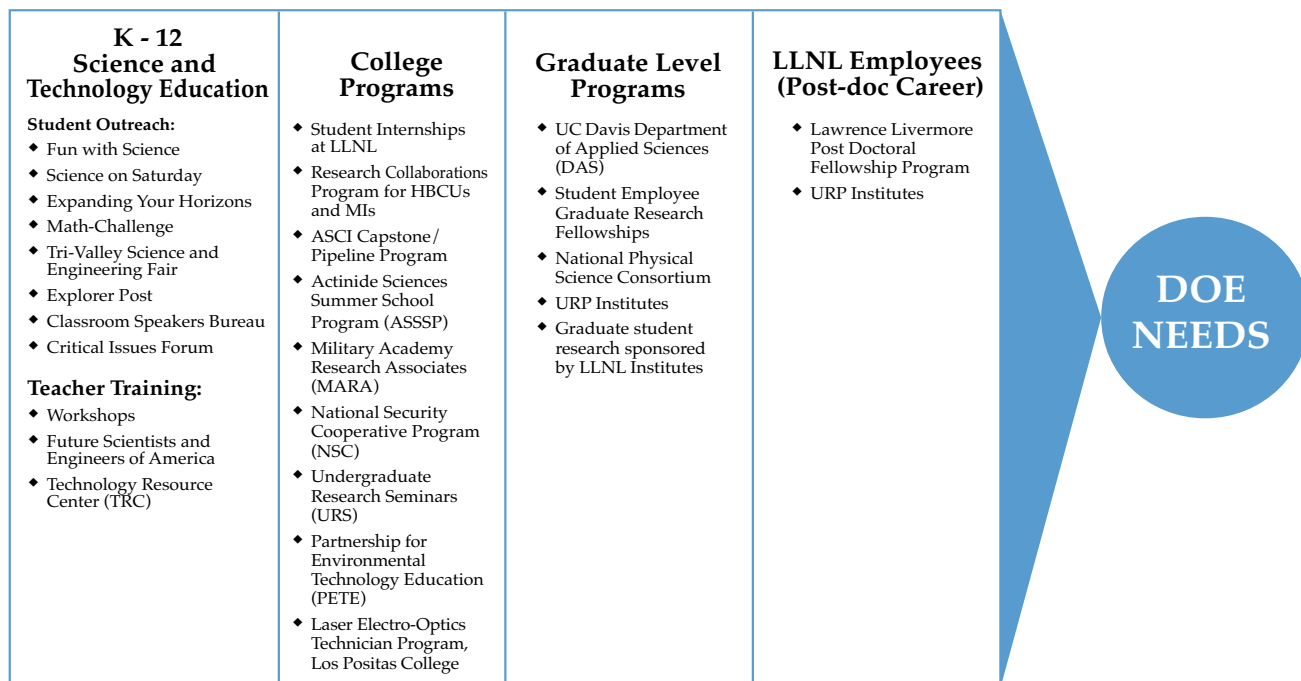 K - 12
Science and
Technology Education
Student Outreach:
◆ Fun with Science
◆ Science on Saturday
◆ Expanding Your Horizons
◆ Math-Challenge
◆ Tri-Valley Science and
Engineering Fair
◆ Explorer Post
◆ Classroom Speakers Bureau
◆ Critical Issues Forum
Teacher Training:
◆ Workshops
◆ Future Scientists and
Engineers of America
◆ Technology Resource
Center (TRC)
College
Programs
◆ Student Internships
at LLNL
◆ Research Collaborations
Program for HBCUs
and MIs
◆ ASCI Capstone/
Pipeline Program
◆ Actinide Sciences
Summer School
Program (ASSSP)
◆ Military Academy
Research Associates
(MARA)
◆ National Security
Cooperative Program
(NSC)
◆ Undergraduate
Research Seminars
(URS)
◆ Partnership for
Environmental
Technology Education
(PETE)
◆ Laser Electro-Optics
Technician Program,
Los Positas College
Graduate Level
Programs
◆ UC Davis Department
of Applied Sciences
(DAS)
◆ Student Employee
Graduate Research
Fellowships
◆ National Physical
Science Consortium
◆ URP Institutes
◆ Graduate student
research sponsored
by LLNL Institutes
LLNL Employees
(Post-doc Career)
◆ Lawrence Livermore
Post Doctoral
Fellowship Program
◆ URP Institutes
DOE
NEEDS